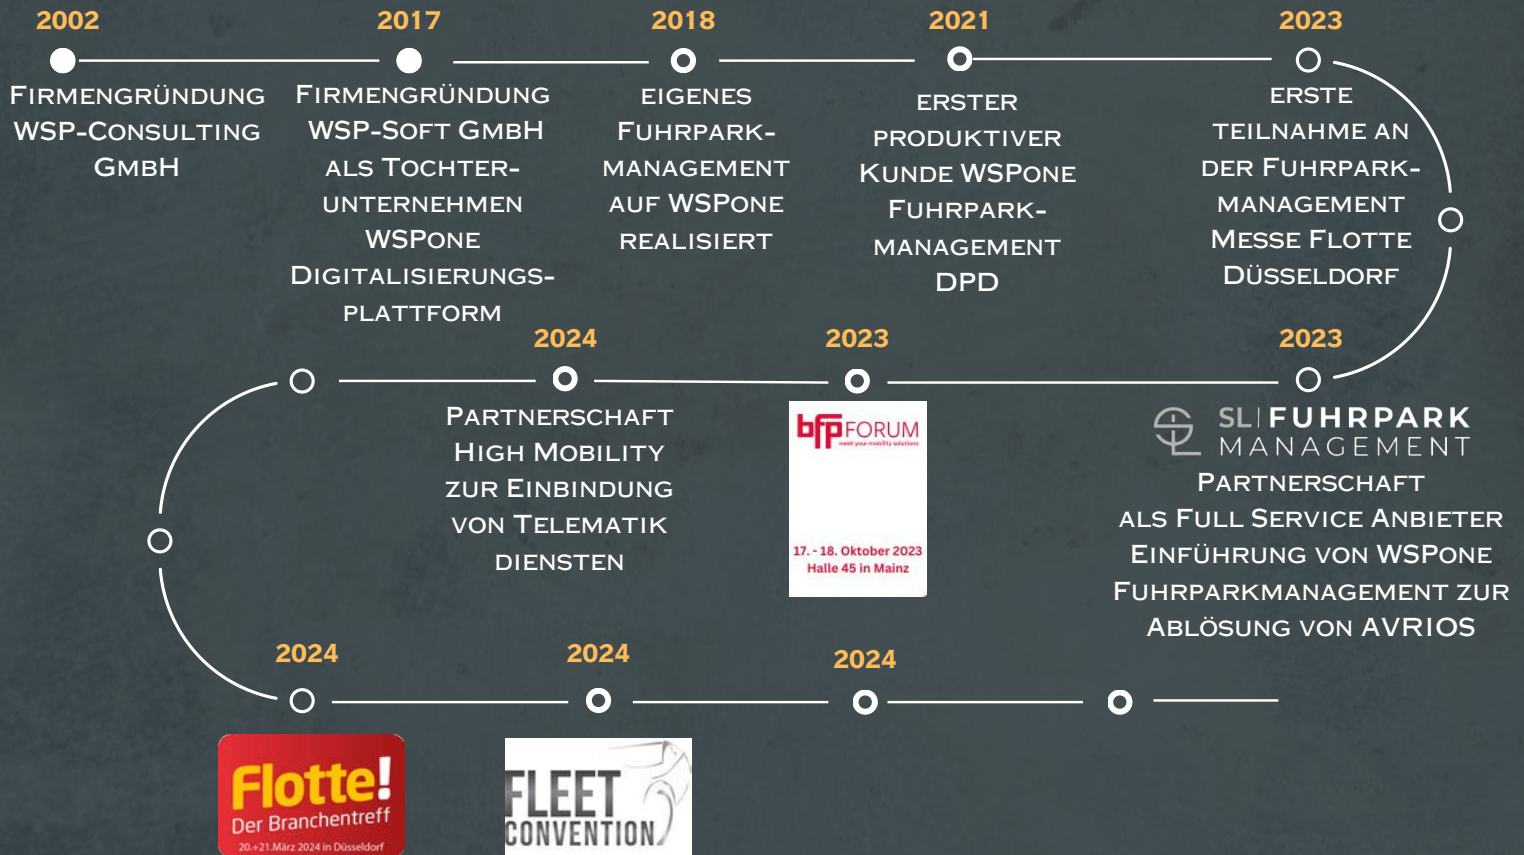 2002
Firmengründung
WSP-Consulting
GmbH
2017
Firmengründung
WSP-Soft GmbH
als Tochter-
unternehmen
WSPone
Digitalisierungs-
plattform
2018
eigenes
Fuhrpark-
management
auf WSPone
realisiert
2021
erster
produktiver
Kunde WSPone
Fuhrpark-
management
DPD
2023
erste
teilnahme an
der Fuhrpark-
management
Messe Flotte
Düsseldorf
2023
SL|FUHRPARK
MANAGEMENT
Partnerschaft
als Full Service Anbieter
Einführung von WSPone
Fuhrparkmanagement zur
Ablösung von AVRIOS
2023
bfp FORUM
meet your mobility solutions
17. - 18. Oktober 2023
Halle 45 in Mainz
2024
Partnerschaft
High Mobility
zur Einbindung
von Telematik
diensten
2024
Flotte!
Der Branchentreff
20.+21.März 2024 in Düsseldorf
2024
FLEET
CONVENTION
2024